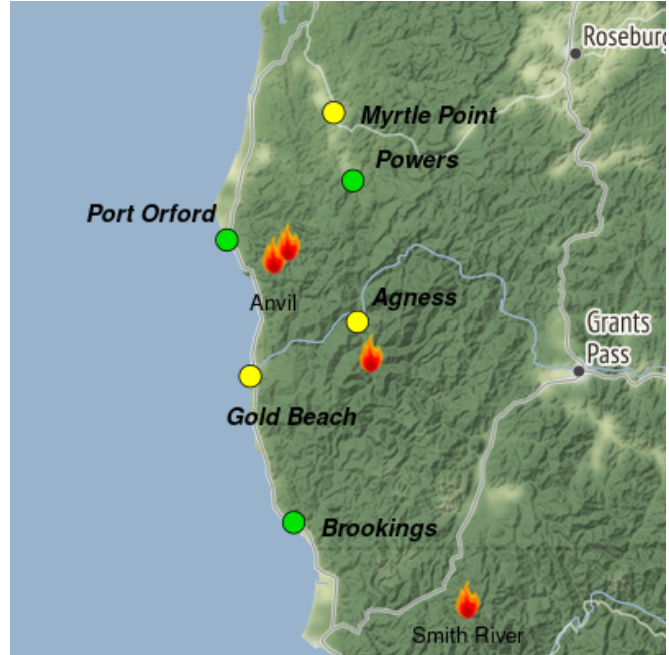 Roseburg
Myrtle Point
Powers
Port Orford
Anvil
Agness
Grants
Pass
Gold Beach
Brookings
Smith River